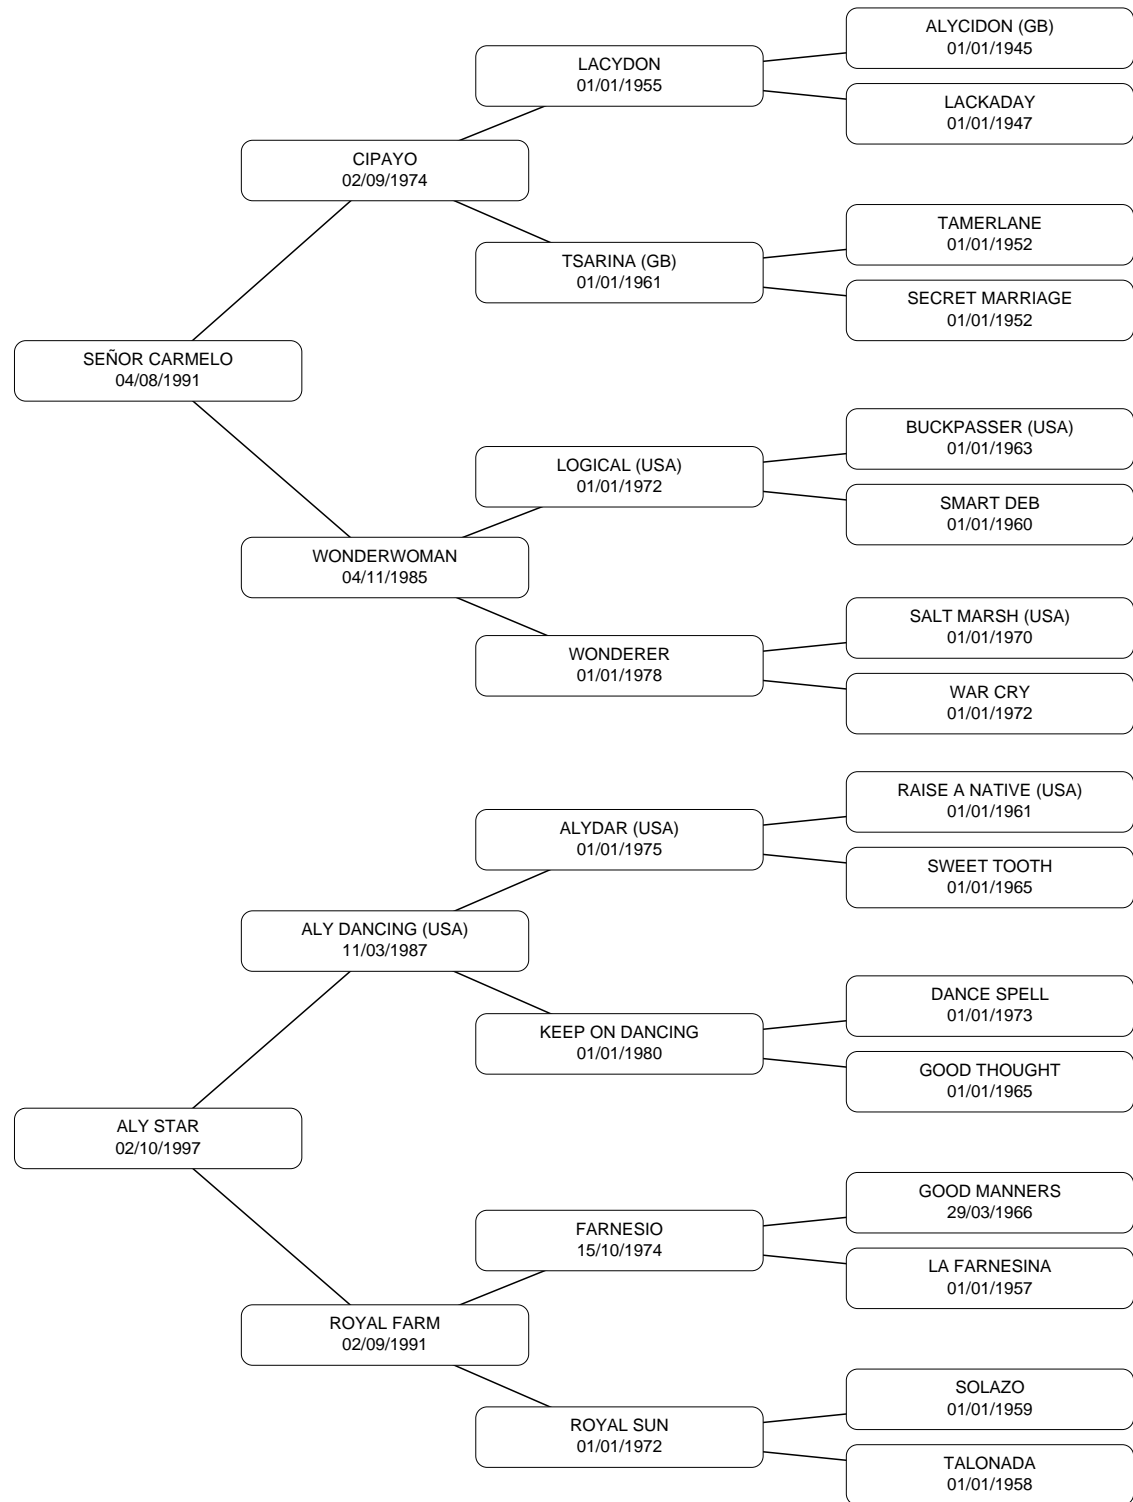 ALYCIDON (GB)
01/01/1945
LACYDON
01/01/1955
LACKADAY
01/01/1947
CIPAYO
02/09/1974
TAMERLANE
01/01/1952
TSARINA (GB)
01/01/1961
SECRET MARRIAGE
01/01/1952
SEÑOR CARMELO
04/08/1991
BUCKPASSER (USA)
01/01/1963
LOGICAL (USA)
01/01/1972
SMART DEB
01/01/1960
WONDERWOMAN
04/11/1985
SALT MARSH (USA)
01/01/1970
WONDERER
01/01/1978
WAR CRY
01/01/1972
RAISE A NATIVE (USA)
01/01/1961
ALYDAR (USA)
01/01/1975
SWEET TOOTH
01/01/1965
ALY DANCING (USA)
11/03/1987
DANCE SPELL
01/01/1973
KEEP ON DANCING
01/01/1980
GOOD THOUGHT
01/01/1965
ALY STAR
02/10/1997
GOOD MANNERS
29/03/1966
FARNESIO
15/10/1974
LA FARNESINA
01/01/1957
ROYAL FARM
02/09/1991
SOLAZO
01/01/1959
ROYAL SUN
01/01/1972
TALONADA
01/01/1958